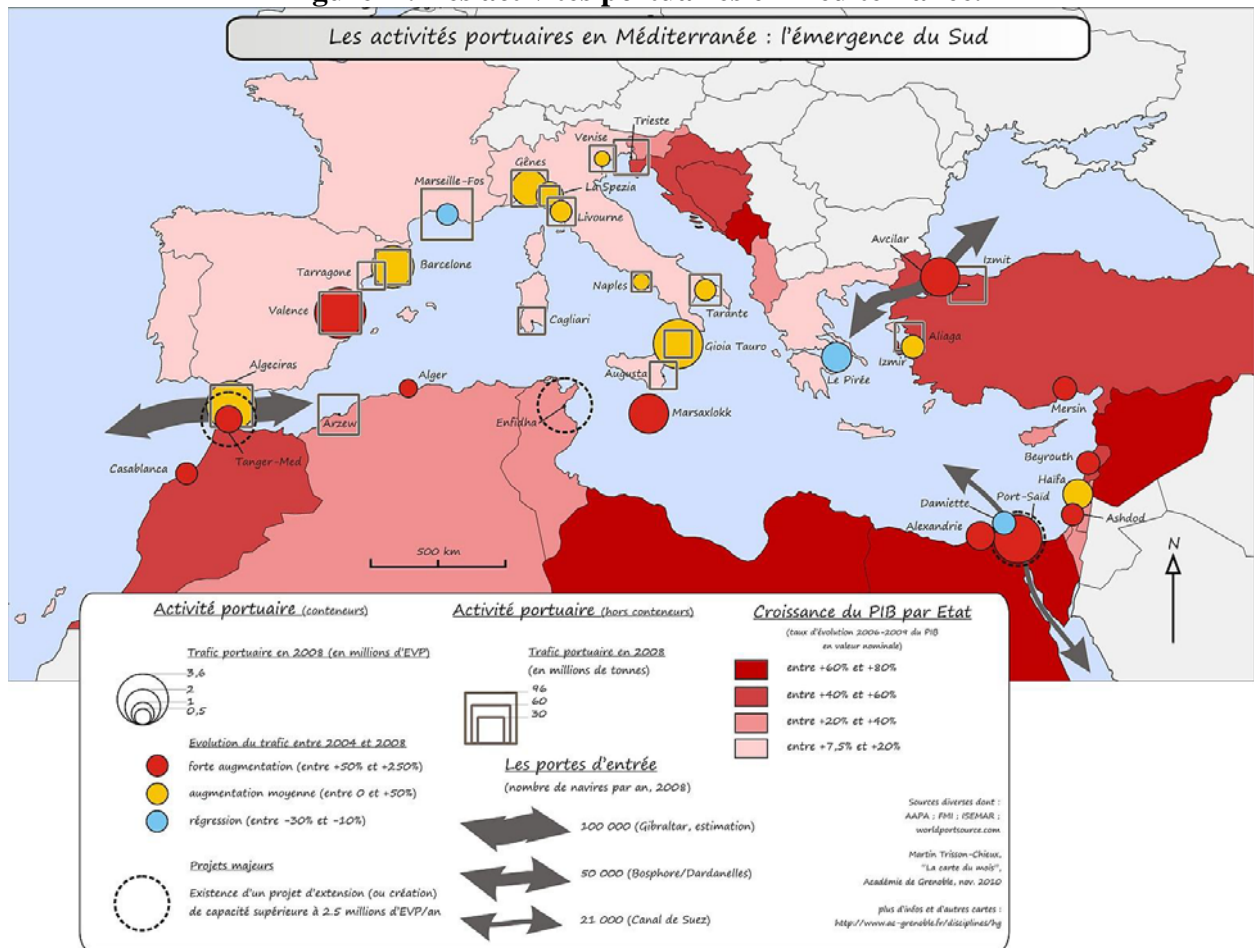 Les activités portuaires en Méditerranée : l'émergence du Sud
Trieste
Venise
Gênes
La Spezia
Marseille-Fos
Livourne
Avcilar
Izmit
Tarragone
Barcelone
Naples
Tarante
Valence
Cagliari
Gioia Tauro
Aliaga
Izmir
Algeciras
Alger
Augusta
Le Pirée
Mersin
Arzew
Enfidha
Marsaxlokk
Beyrouth
Casablanca
Tanger-Med
Haïfa
Damiette
Port-Saïd
Alexandrie
Ashdod
500 km
N
Activité portuaire (conteneurs)
Trafic portuaire en 2008 (en millions d'EVP)
3,6
2
1
0,5
Evolution du trafic entre 2004 et 2008
forte augmentation (entre +50% et +250%)
augmentation moyenne (entre 0 et +50%)
régression (entre -30% et -10%)
Projets majeurs
Existence d'un projet d'extension (ou création)
de capacité supérieure à 2.5 millions d'EVP/an
Activité portuaire (hors conteneurs)
Trafic portuaire en 2008
(en millions de tonnes)
96
60
30
Les portes d'entrée
(nombre de navires par an, 2008)
100 000 (Gibraltar, estimation)
50 000 (Bosphore/Dardanelles)
21 000 (Canal de Suez)
Croissance du PIB par Etat
(taux d'évolution 2006-2009 du PIB
en valeur nominale)
entre +60% et +80%
entre +40% et +60%
entre +20% et +40%
entre +7,5% et +20%
Sources diverses dont :
AAPA ; FMI ; ISEMAR ;
worldportsource.com
Martin Trisson-Chieux,
"La carte du mois",
Académie de Grenoble, nov. 2010
plus d'infos et d'autres cartes :
http://www.ac-grenoble.fr/disciplines/hg